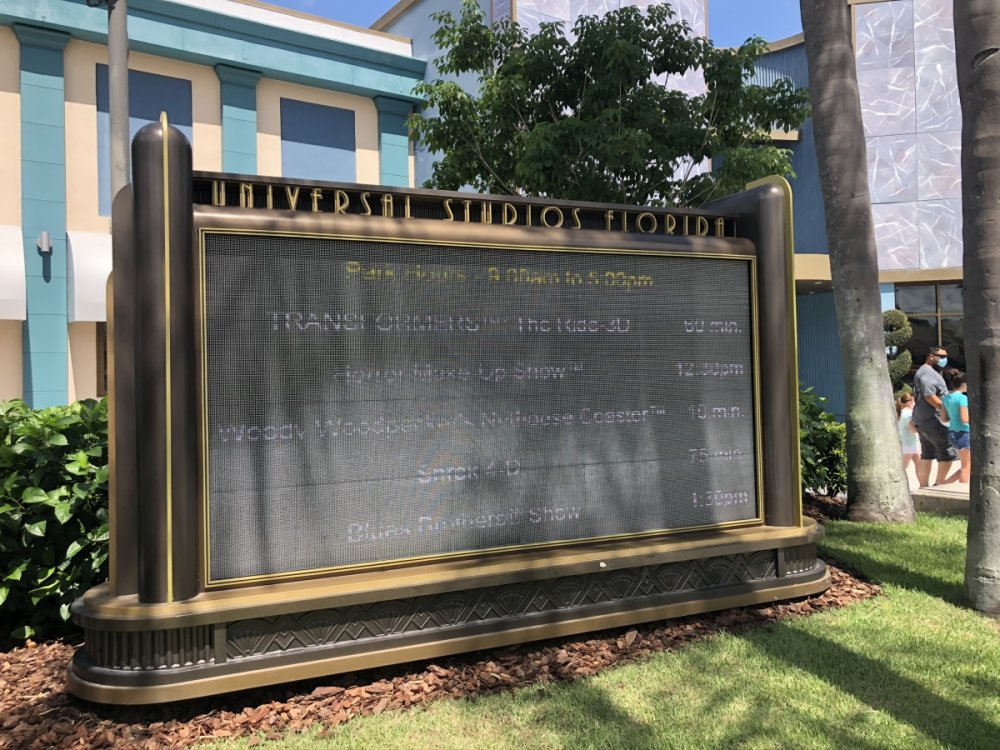 UNIVERSAL STUDIOS FLORIDA
Park Hours - 9:00am to 5:00pm
TRANSFORMERS™: The Ride-3D 60 min.
Horror Make-Up Show™ 12:30pm
Woody Woodpecker's Nuthouse Coaster™ 10 min.
Shrek 4-D 75 min.
Blues Brothers® Show 1:30pm